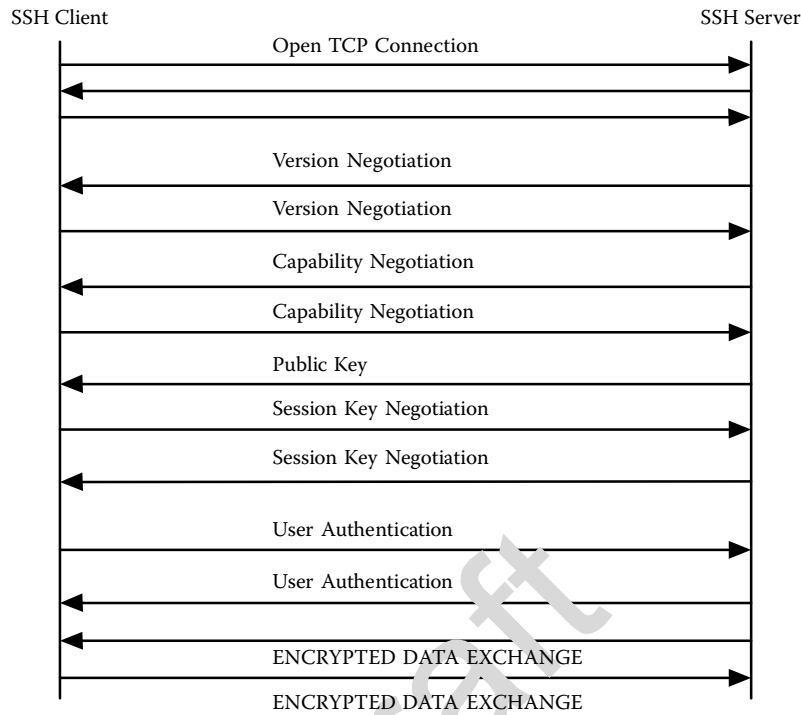 SSH Client
SSH Server
Open TCP Connection
Version Negotiation
Version Negotiation
Capability Negotiation
Capability Negotiation
Public Key
Session Key Negotiation
Session Key Negotiation
User Authentication
User Authentication
ENCRYPTED DATA EXCHANGE
ENCRYPTED DATA EXCHANGE
raft